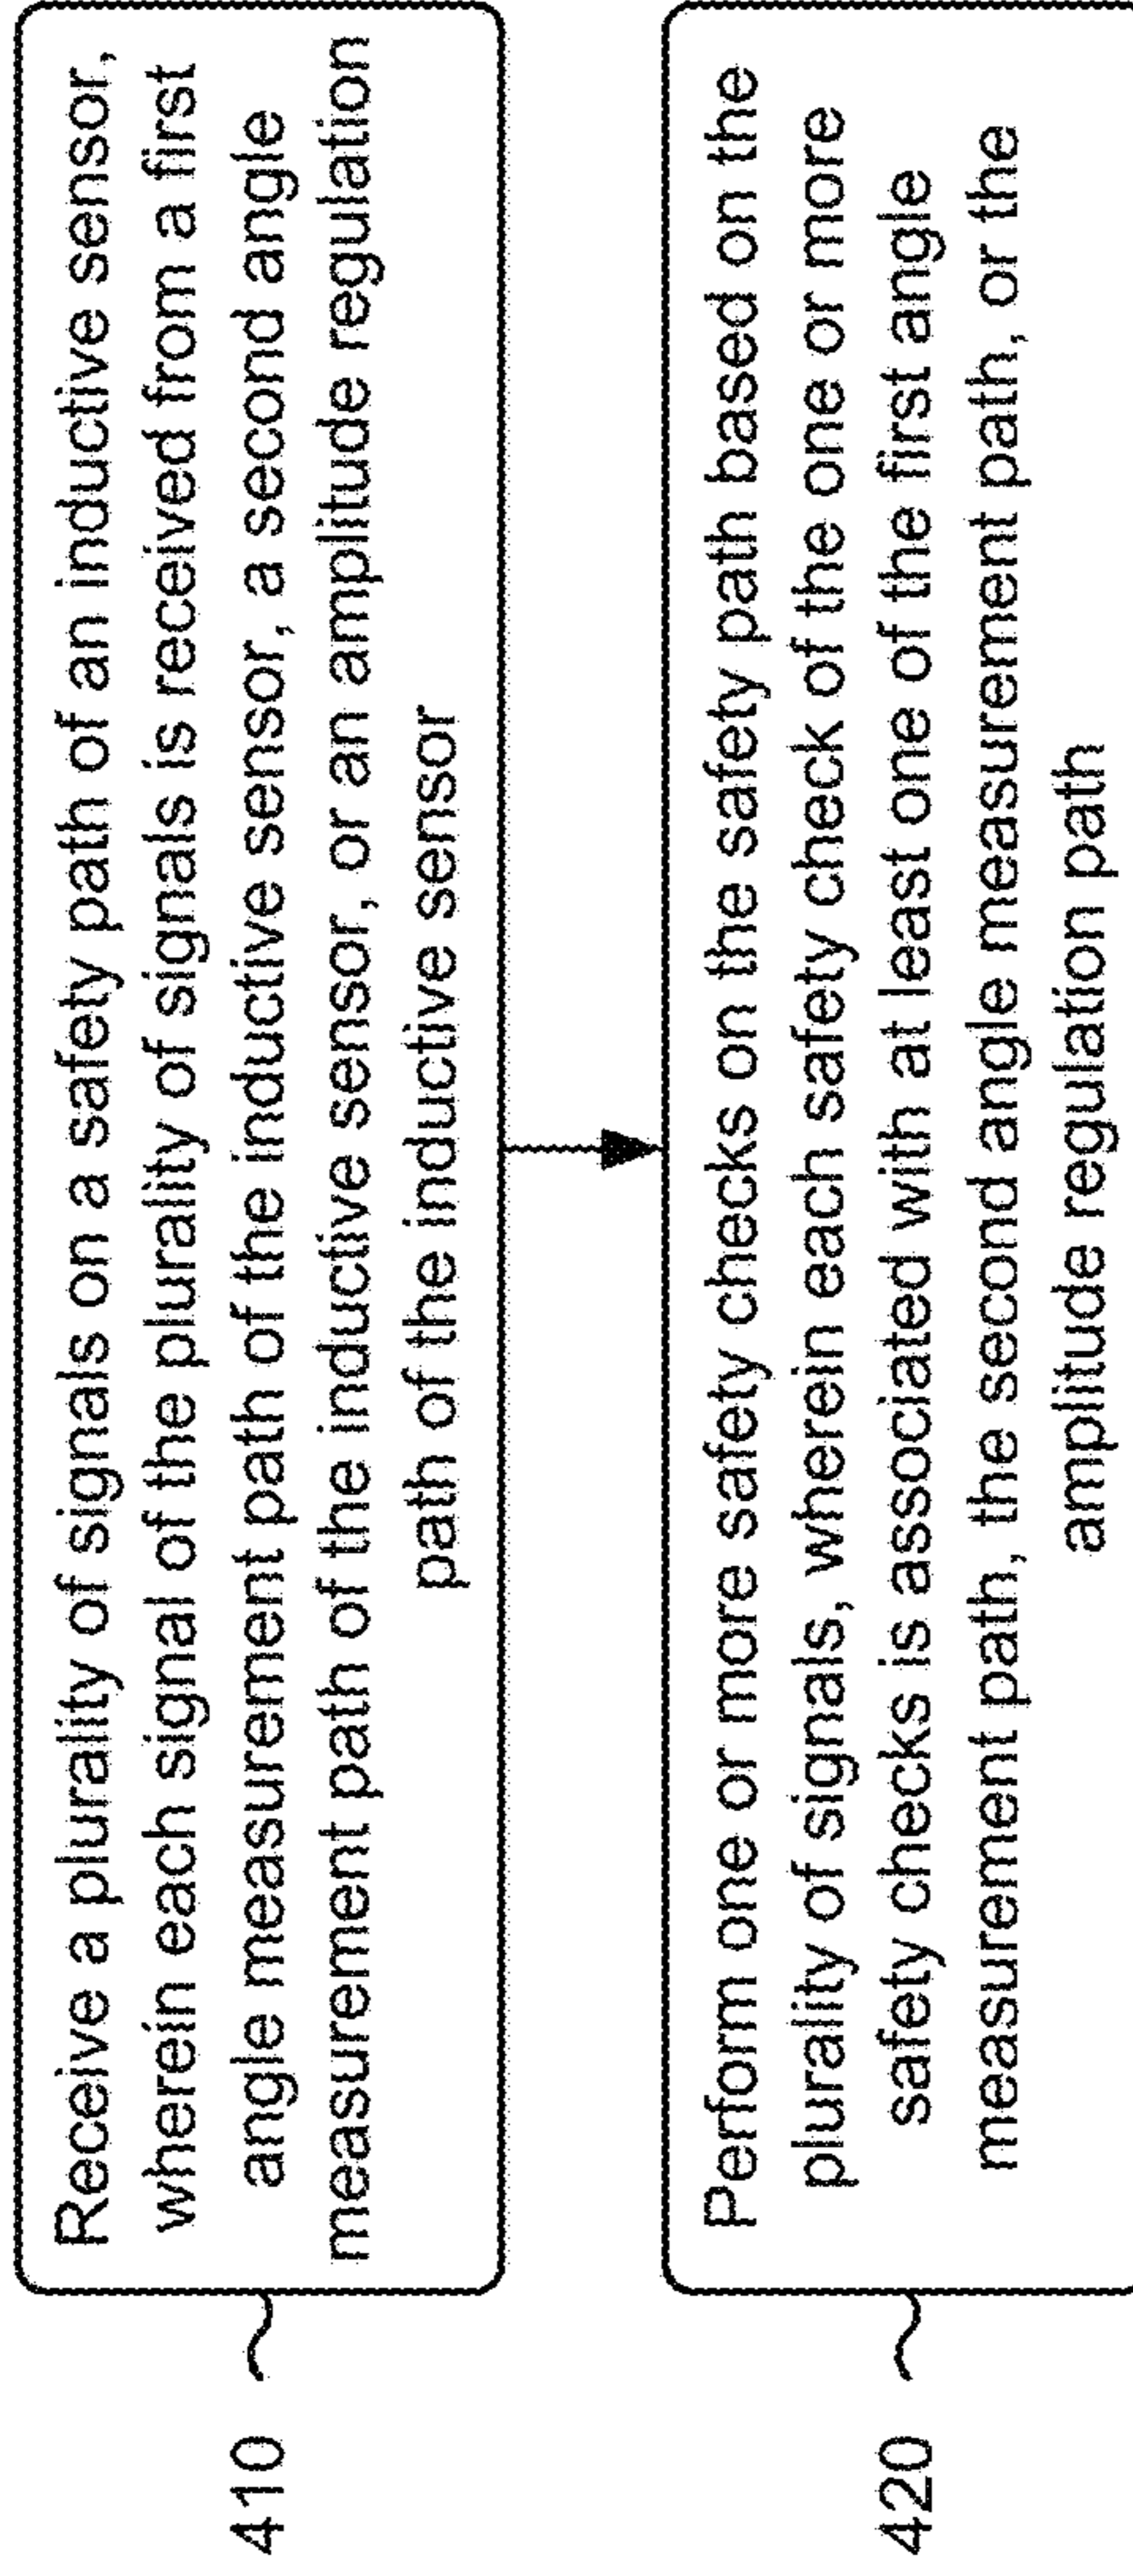 410
Receive a plurality of signals on a safety path of an inductive sensor,
wherein each signal of the plurality of signals is received from a first
angle measurement path of the inductive sensor, a second angle
measurement path of the inductive sensor, or an amplitude regulation
path of the inductive sensor
420
Perform one or more safety checks on the safety path based on the
plurality of signals, wherein each safety check of the one or more
safety checks is associated with at least one of the first angle
measurement path, the second angle measurement path, or the
amplitude regulation path